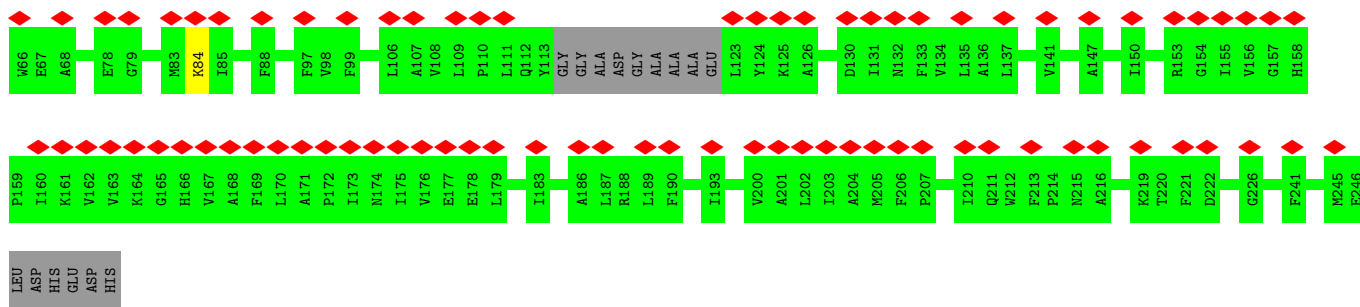 W66 E67 A68 E78 G79 M83 K84 I85 F88 F97 V98 F99 L106 A107 V108 L109 P110 L111 Q112 Y113 GLY GLY ALA ASP GLY ALA ALA ALA GLU L123 Y124 K125 A126 D130 I131 N132 F133 V134 L135 A136 L137 V141 A147 I150 R153 G154 I155 V156 G157 H158
P159 I160 K161 V162 V163 K164 G165 H166 V167 A168 F169 L170 A171 P172 I173 N174 I175 V176 E177 E178 L179 I183 A186 L187 R188 L189 F190 I193 V200 A201 L202 I203 A204 M205 F206 P207 I210 Q211 W212 F213 P214 N215 A216 K219 T220 F221 D222 G226 F241 M245 E246
LEU ASP HIS GLU ASP HIS